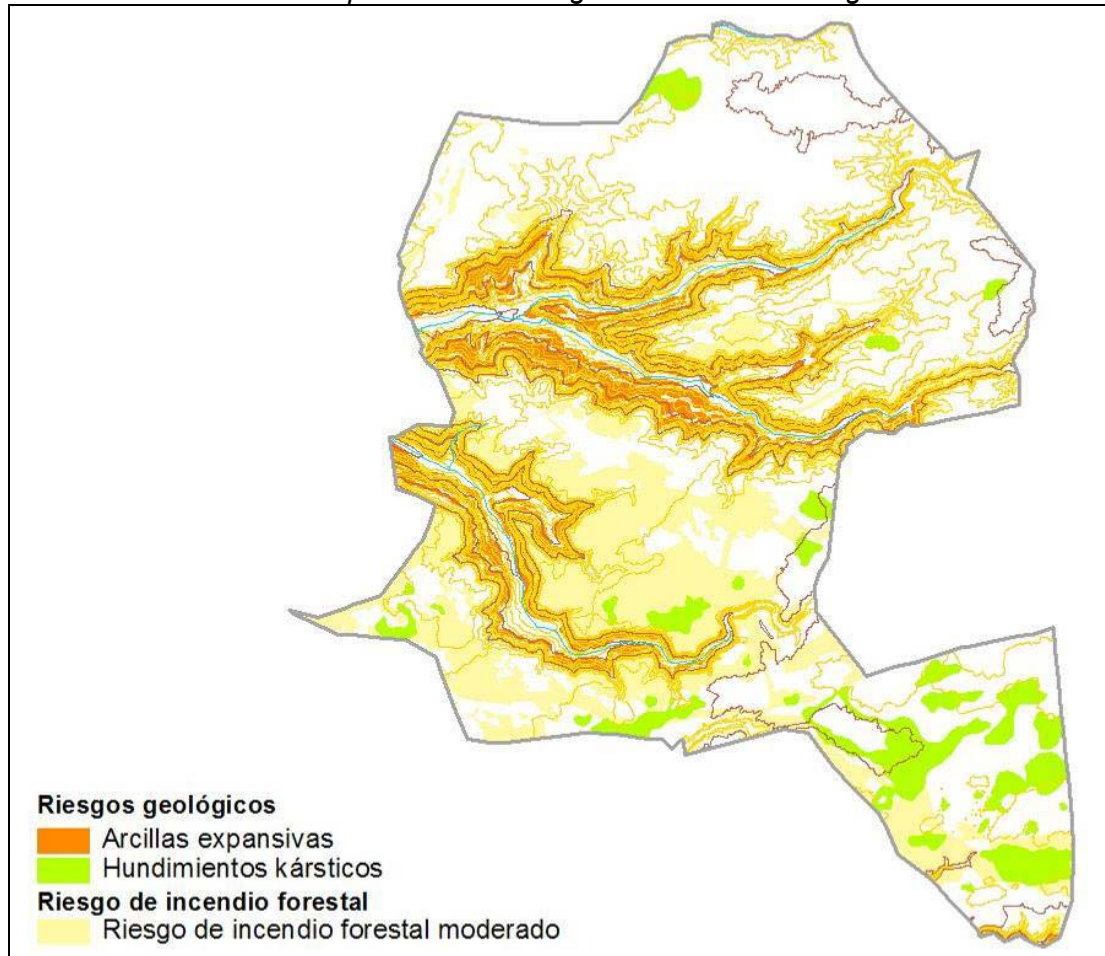 Riesgos geológicos
Arcillas expansivas
Hundimientos kársticos
Riesgo de incendio forestal
Riesgo de incendio forestal moderado